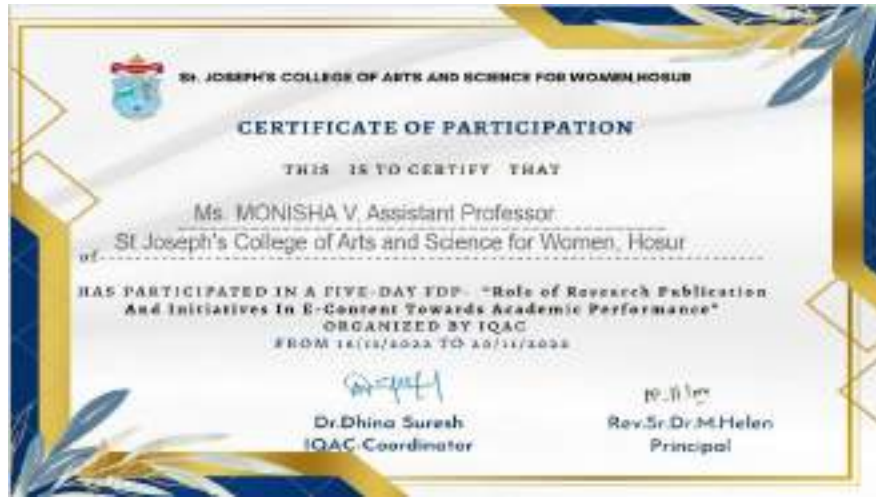 St. JOSEPH'S COLLEGE OF ARTS AND SCIENCE FOR WOMEN, HOSUR
CERTIFICATE OF PARTICIPATION
THIS IS TO CERTIFY THAT
Ms. MONISHA V, Assistant Professor
of St Joseph's College of Arts and Science for Women, Hosur
HAS PARTICIPATED IN A FIVE-DAY FDP- "Role of Research Publication
And Initiatives In E-Content Towards Academic Performance"
ORGANIZED BY IQAC
FROM TO
Dr.Dhina Suresh Rev.Sr.Dr.M.Helen
IQAC-Coordinator Principal